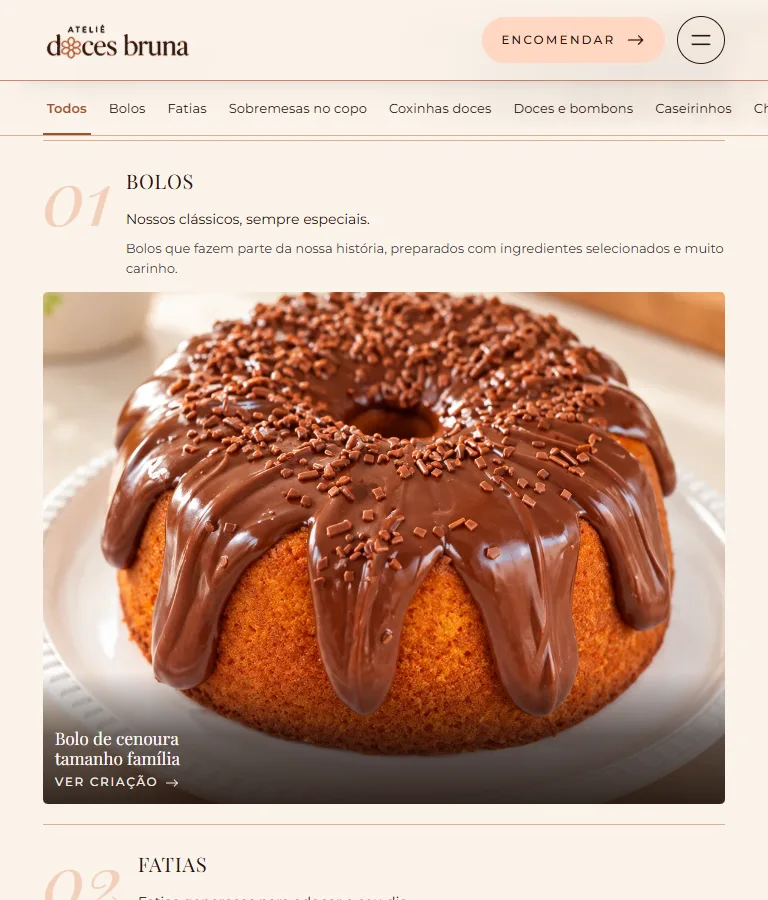 ATELIÊ
doces bruna
ENCOMENDAR
Todos Bolos Fatias Sobremesas no copo Coxinhas doces Doces e bombons Caseirinhos
01
BOLOS
Nossos clássicos, sempre especiais.
Bolos que fazem parte da nossa história, preparados com ingredientes selecionados e muito
carinho.
Bolo de cenoura
tamanho família
VER CRIAÇÃO →
02
FATIAS